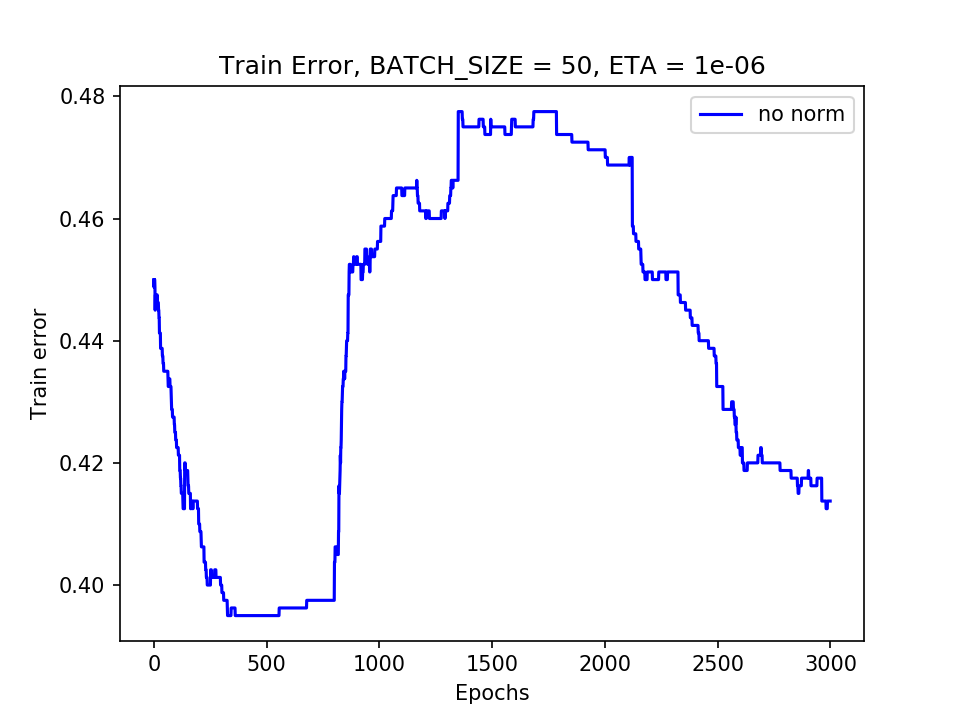 Train Error, BATCH_SIZE = 50, ETA = 1e-06
no norm
Train error
0.48
0.46
0.44
0.42
0.40
0 500 1000 1500 2000 2500 3000
Epochs